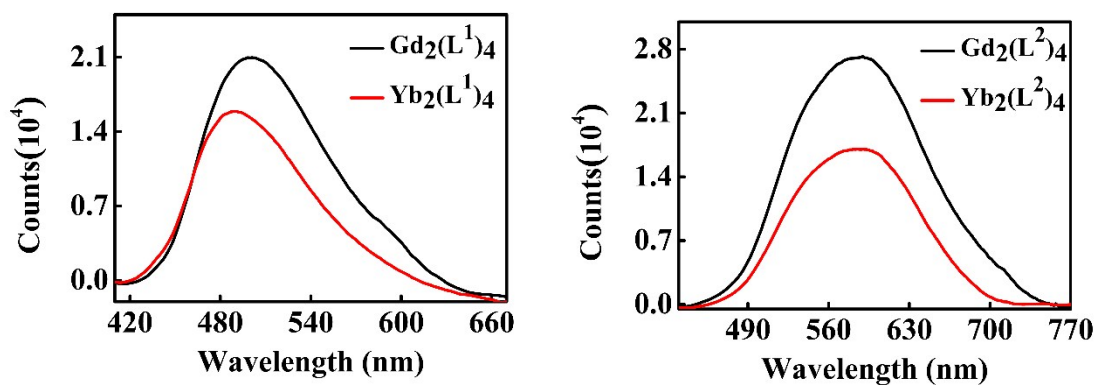 Counts(10⁴)
2.1
1.4
0.7
0.0
Gd₂(L¹)₄
Yb₂(L¹)₄
420 480 540 600 660
Wavelength (nm)
Counts(10⁴)
2.8
2.1
1.4
0.7
0.0
Gd₂(L²)₄
Yb₂(L²)₄
490 560 630 700 770
Wavelength (nm)